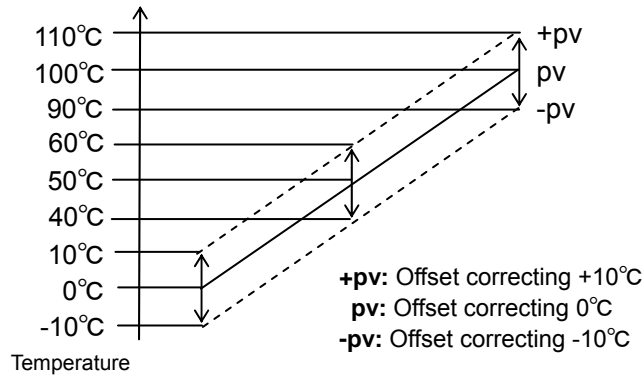 110°C
+pv
100°C
pv
90°C
-pv
60°C
50°C
40°C
10°C
+pv: Offset correcting +10°C
0°C
pv: Offset correcting 0°C
-10°C
-pv: Offset correcting -10°C
Temperature